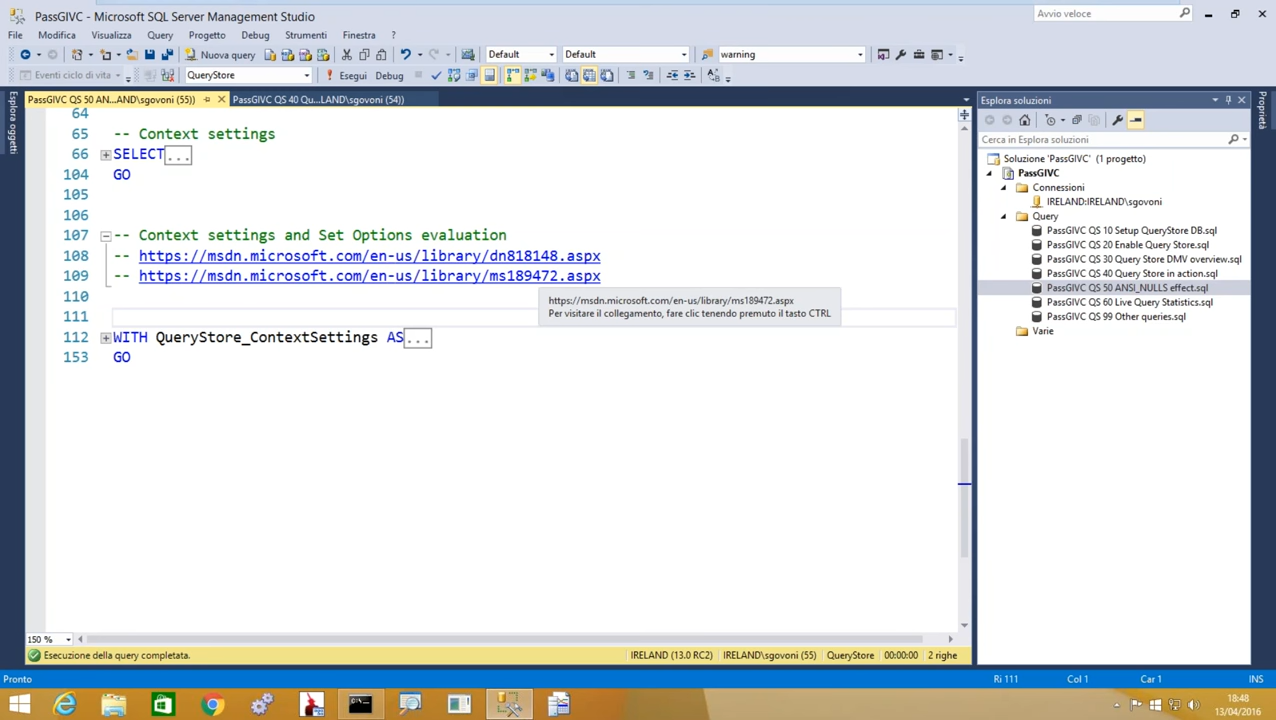 PassGIVC - Microsoft SQL Server Management Studio
Avvio veloce
File Modifica Visualizza Query Progetto Debug Strumenti Finestra ?
Nuova query Default Default warning
Eventi ciclo di vita QueryStore Esegui Debug
PassGIVC QS 50 AN...AND\sgovoni (55)) PassGIVC QS 40 Qu...LAND\sgovoni (54))
64
65 -- Context settings
66 SELECT...
104 GO
105
106
107 -- Context settings and Set Options evaluation
108 -- https://msdn.microsoft.com/en-us/library/dn818148.aspx
109 -- https://msdn.microsoft.com/en-us/library/ms189472.aspx
110
111
112 WITH QueryStore_ContextSettings AS...
153 GO
https://msdn.microsoft.com/en-us/library/ms189472.aspx
Per visitare il collegamento, fare clic tenendo premuto il tasto CTRL
Esplora oggetti
Esplora soluzioni
Cerca in Esplora soluzioni
Soluzione 'PassGIVC' (1 progetto)
PassGIVC
Connessioni
IRELAND:IRELAND\sgovoni
Query
PassGIVC QS 10 Setup QueryStore DB.sql
PassGIVC QS 20 Enable Query Store.sql
PassGIVC QS 30 Query Store DMV overview.sql
PassGIVC QS 40 Query Store in action.sql
PassGIVC QS 50 ANSI_NULLS effect.sql
PassGIVC QS 60 Live Query Statistics.sql
PassGIVC QS 99 Other queries.sql
Varie
Proprietà
150 %
Esecuzione della query completata. IRELAND (13.0 RC2) IRELAND\sgovoni (55) QueryStore 00:00:00 2 righe
Pronto Ri 111 Col 1 Car 1 INS
18:48
13/04/2016